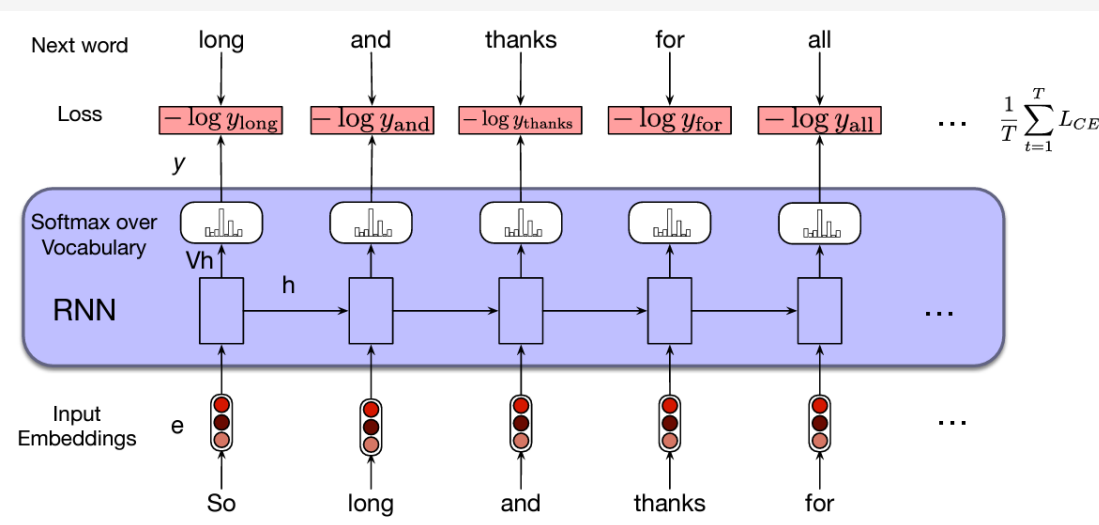 Next word long and thanks for all
Loss − log y_long − log y_and − log y_thanks − log y_for − log y_all ... 1/T ∑_{t=1}^{T} L_CE
y
Softmax over
Vocabulary
Vh
h
RNN ...
Input
Embeddings
e ...
So long and thanks for